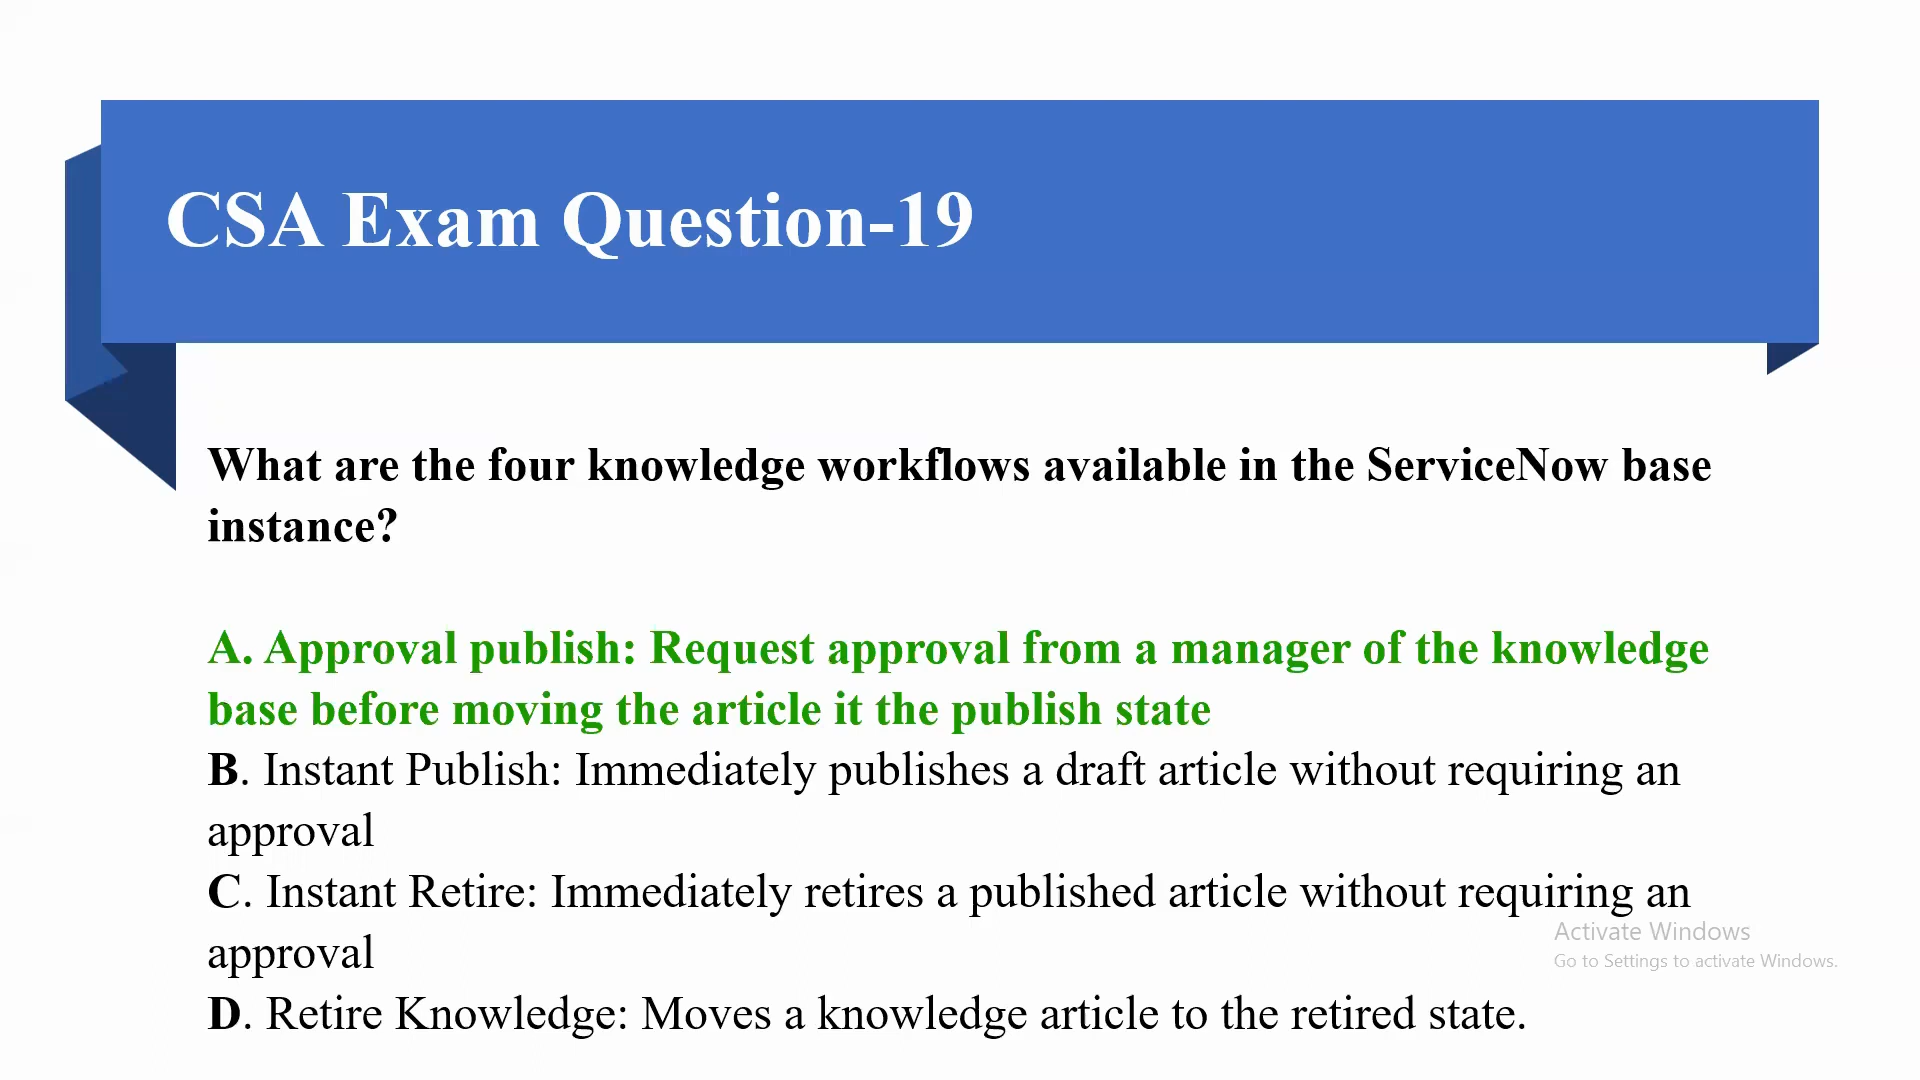 CSA Exam Question-19
What are the four knowledge workflows available in the ServiceNow base
instance?
A. Approval publish: Request approval from a manager of the knowledge
base before moving the article it the publish state
B. Instant Publish: Immediately publishes a draft article without requiring an
approval
C. Instant Retire: Immediately retires a published article without requiring an
approval
D. Retire Knowledge: Moves a knowledge article to the retired state.
Activate Windows
Go to Settings to activate Windows.